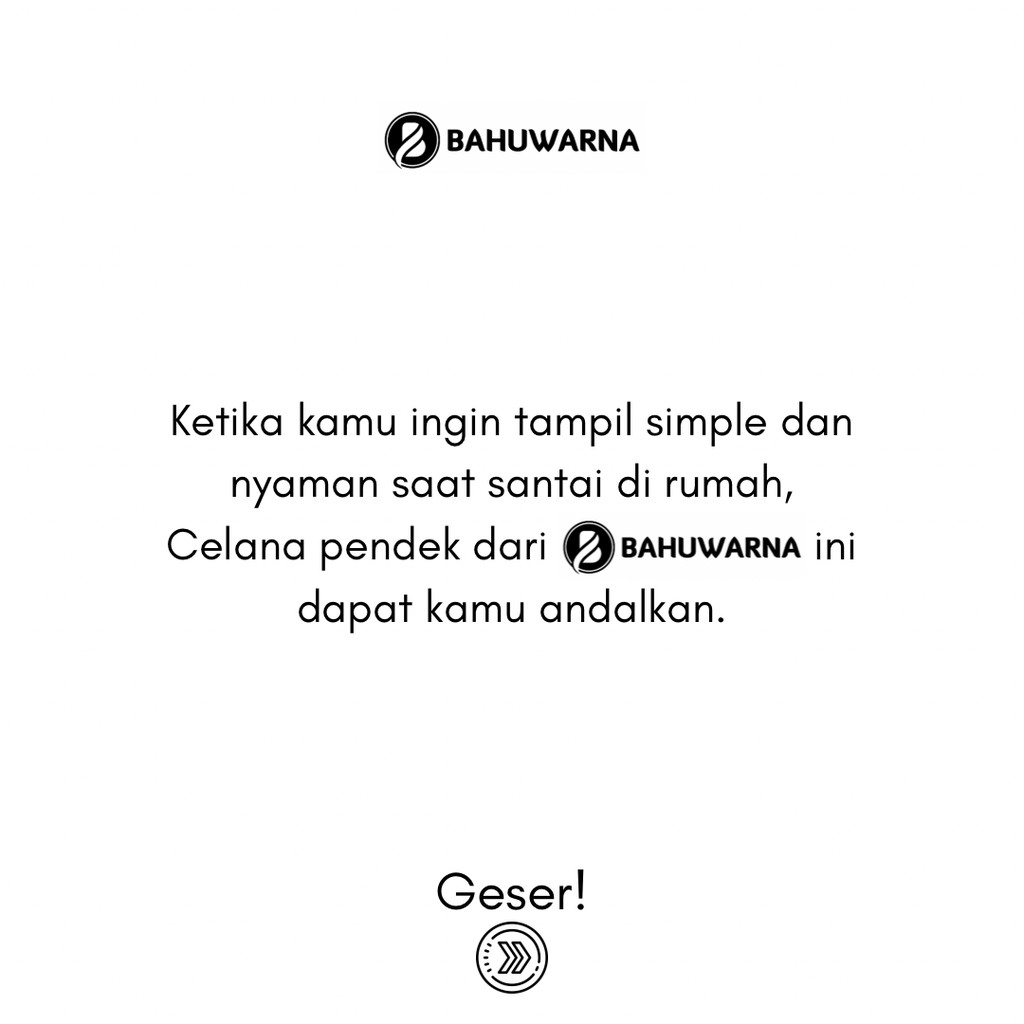 BAHUWARNA
Ketika kamu ingin tampil simple dan
nyaman saat santai di rumah,
Celana pendek dari BAHUWARNA ini
dapat kamu andalkan.
Geser!